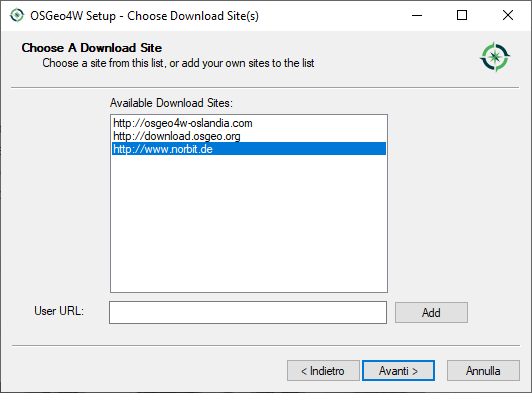 OSGeo4W Setup - Choose Download Site(s)
Choose A Download Site
Choose a site from this list, or add your own sites to the list
Available Download Sites:
http://osgeo4w-oslandia.com
http://download.osgeo.org
http://www.norbit.de
User URL:
Add
< Indietro
Avanti >
Annulla